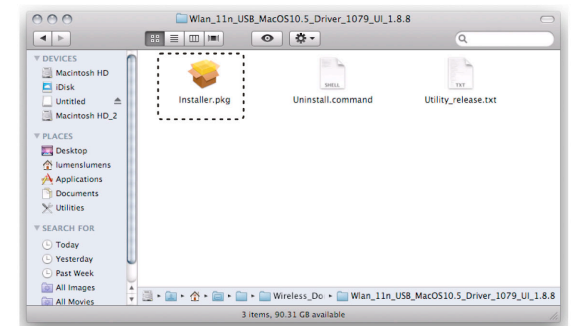 Wlan_11n_USB_MacOS10.5_Driver_1079_UI_1.8.8
DEVICES
Macintosh HD
iDisk
Untitled
Macintosh HD_2
PLACES
Desktop
lumenslumens
Applications
Documents
Utilities
SEARCH FOR
Today
Yesterday
Past Week
All Images
All Movies
Installer.pkg
SHELL
Uninstall.command
TXT
Utility_release.txt
Wireless_Do Wlan_11n_USB_MacOS10.5_Driver_1079_UI_1.8.8
3 items, 90.31 GB available